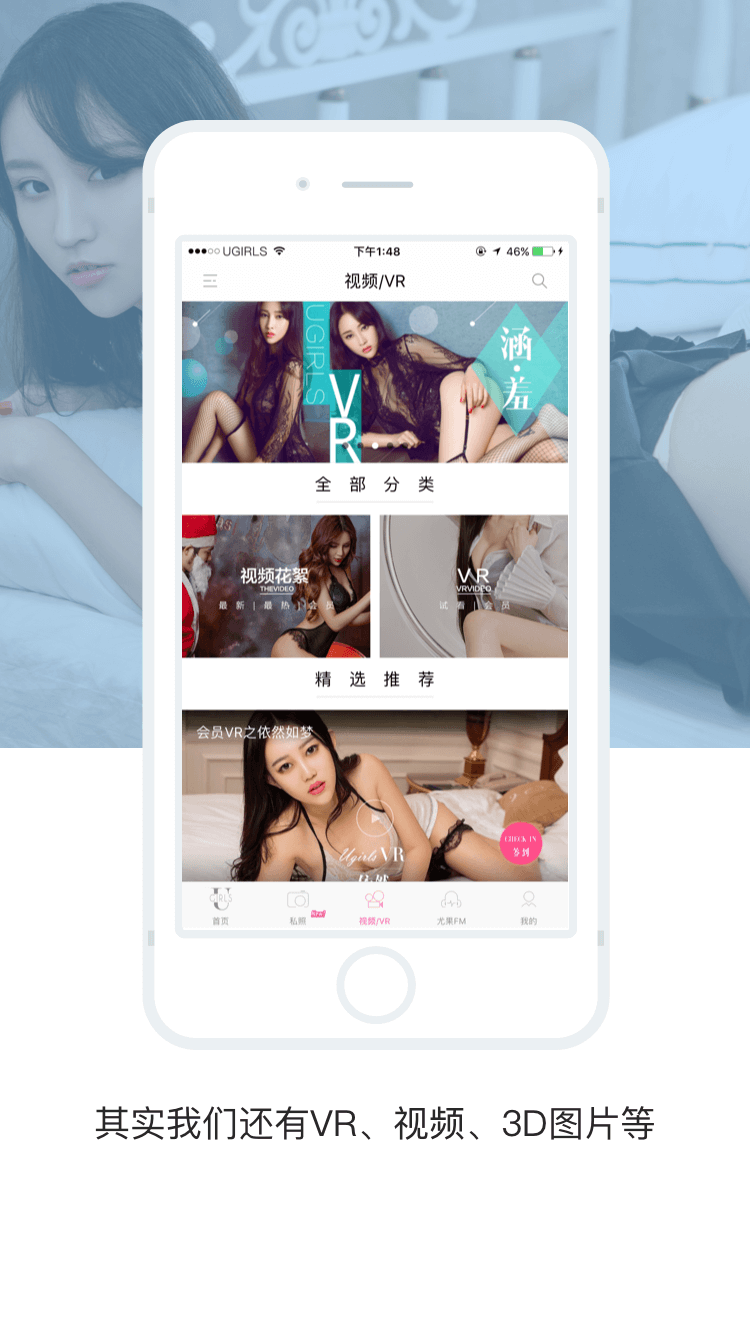 UGIRLS
下午1:48
46%
视频/VR
UGIRLS
VR
涵·羞
全部分类
视频花絮
THEVIDEO
最新|最热|会员
VR
VRVIDEO
试看|会员
精选推荐
会员VR之依然如梦
Ugirls VR
依然
CHECK IN
签到
UGIRLS
首页
私照
New!
视频/VR
尤果FM
我的
其实我们还有VR、视频、3D图片等